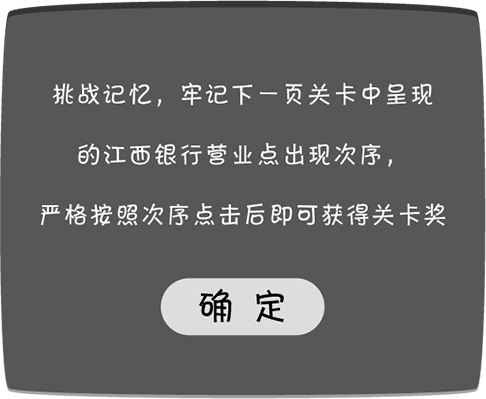 挑战记忆，牢记下一页关卡中呈现
的江西银行营业点出现次序，
严格按照次序点击后即可获得关卡奖
确 定